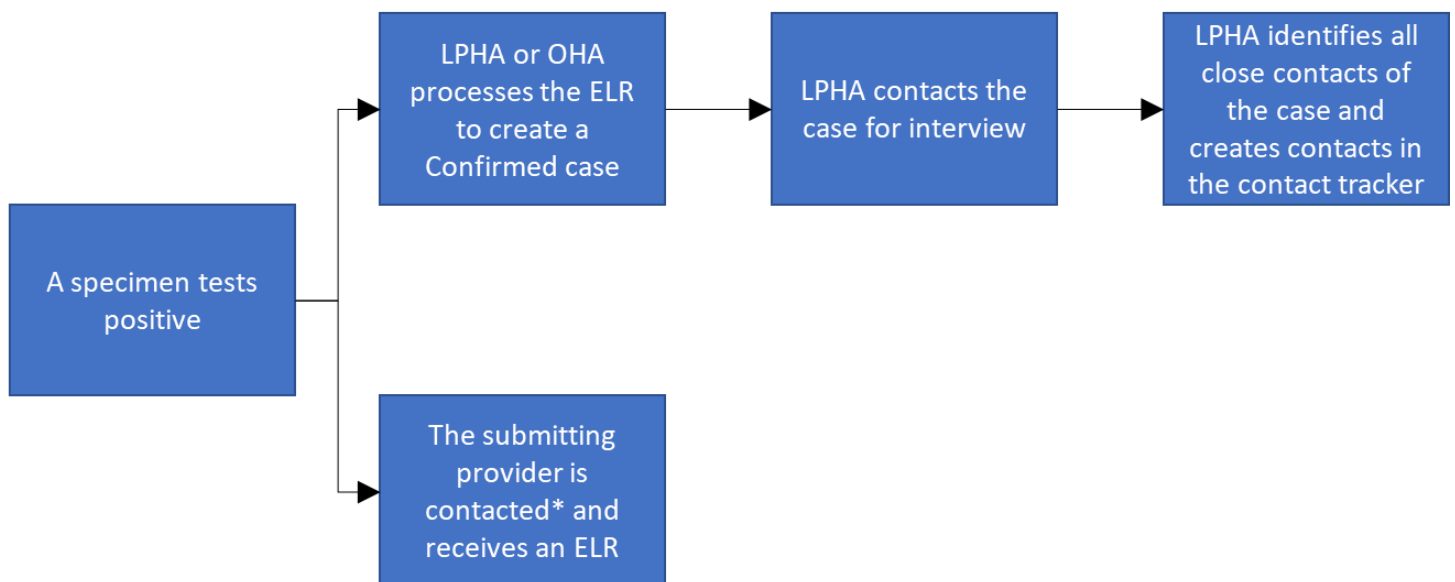 A specimen tests
positive
LPHA or OHA
processes the ELR
to create a
Confirmed case
LPHA contacts the
case for interview
LPHA identifies all
close contacts of
the case and
creates contacts in
the contact tracker
The submitting
provider is
contacted* and
receives an ELR